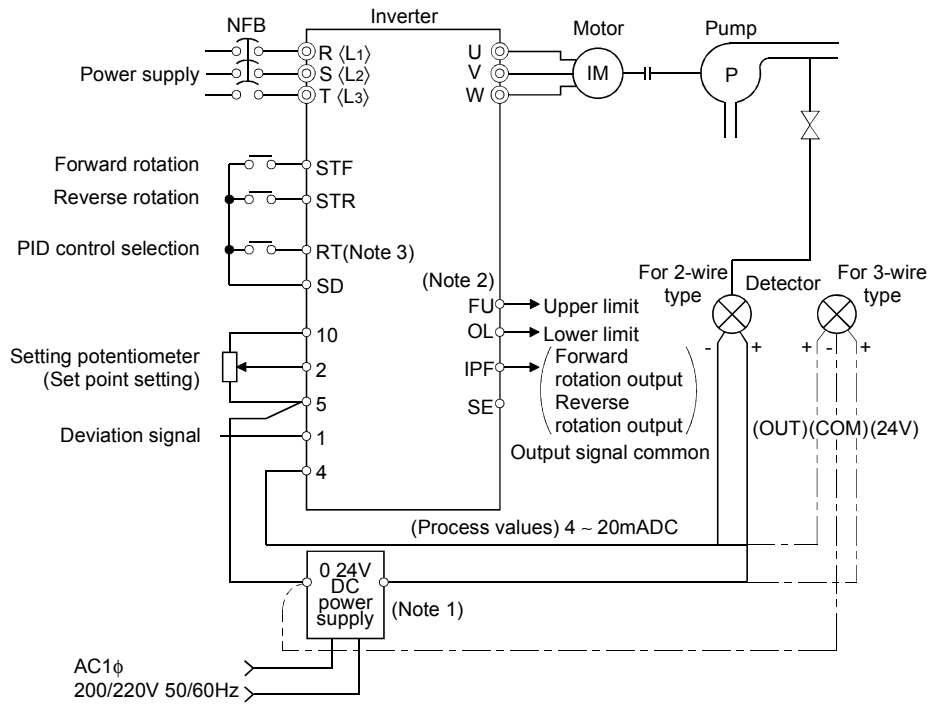 Inverter
NFB
Motor
Pump
Power supply
R 〈L1〉
S 〈L2〉
T 〈L3〉
U
V
W
IM
P
Forward rotation
STF
Reverse rotation
STR
PID control selection
RT(Note 3)
SD
(Note 2)
FU
Upper limit
OL
Lower limit
IPF
Forward
rotation output
Reverse
rotation output
SE
Output signal common
For 2-wire
type
Detector
For 3-wire
type
- +
+ - +
(OUT)(COM)(24V)
10
Setting potentiometer
(Set point setting)
2
5
Deviation signal
1
4
(Process values) 4 ~ 20mADC
0 24V
DC
power
supply
(Note 1)
AC1ϕ
200/220V 50/60Hz